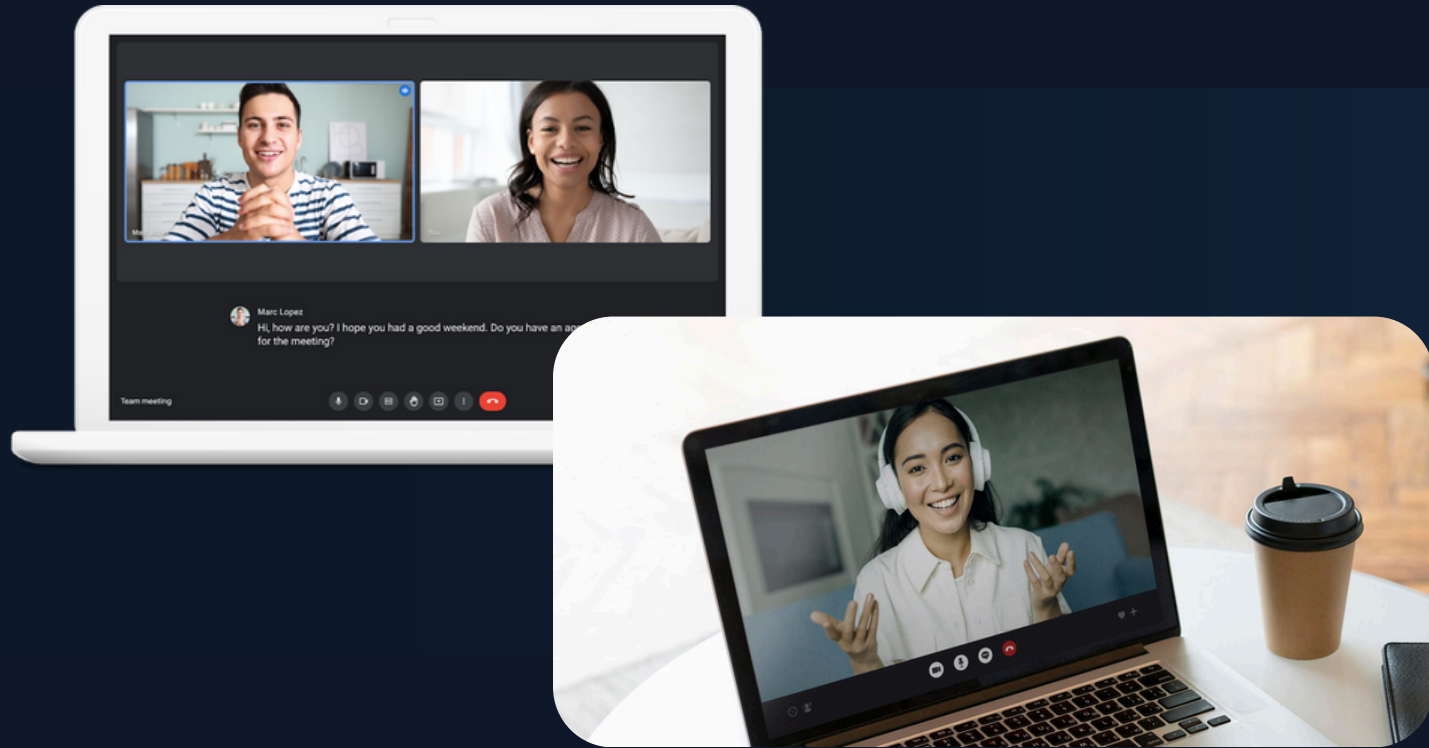 You
Marc Lopez
Hi, how are you? I hope you had a good weekend. Do you have an
for the meeting?
Team meeting